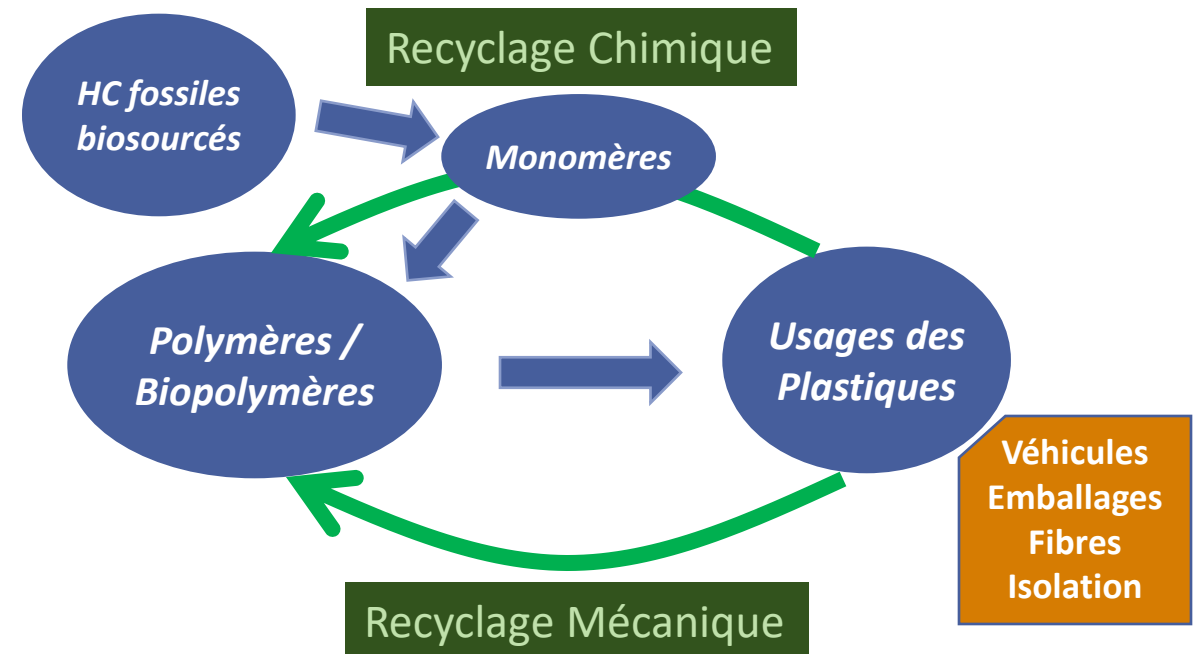 Recyclage Chimique
HC fossiles
biosourcés
Monomères
Polymères /
Biopolymères
Usages des
Plastiques
Véhicules
Emballages
Fibres
Isolation
Recyclage Mécanique